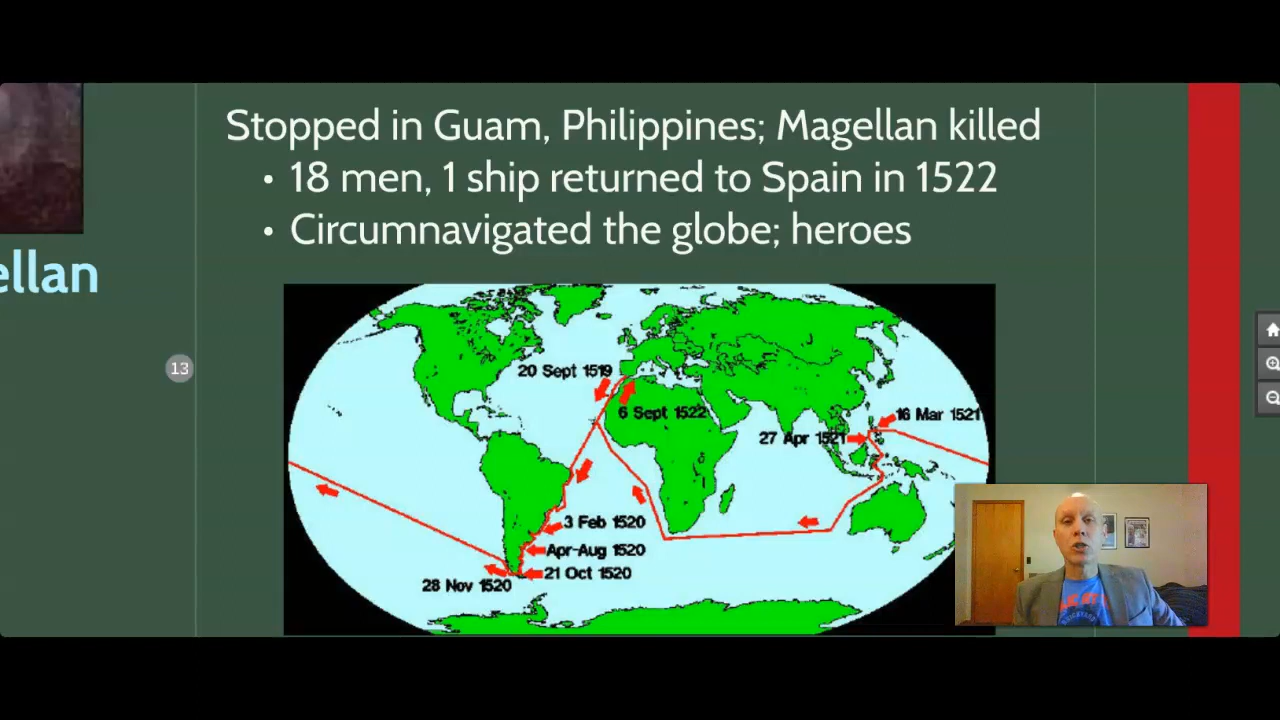 Stopped in Guam, Philippines; Magellan killed
• 18 men, 1 ship returned to Spain in 1522
• Circumnavigated the globe; heroes
ellan
13
20 Sept 1519
6 Sept 1522
16 Mar 1521
27 Apr 1521
3 Feb 1520
Apr-Aug 1520
21 Oct 1520
28 Nov 1520